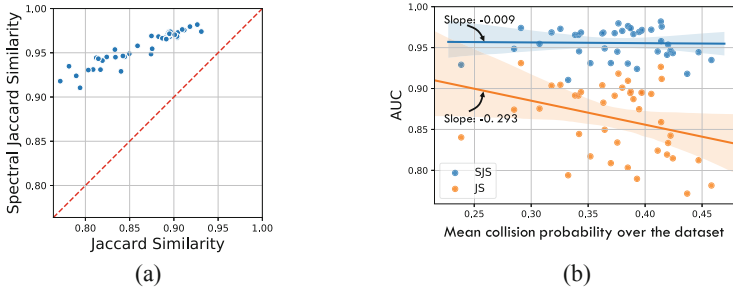 1.00
0.95
0.90
0.85
0.80
Spectral Jaccard Similarity
0.80 0.85 0.90 0.95 1.00
Jaccard Similarity
(a)
1.00
0.95
0.90
0.85
0.80
AUC
Slope: -0.009
Slope: -0. 293
SJS
JS
0,25 0,30 0,35 0,40 0,45
Mean collision probability over the dataset
(b)